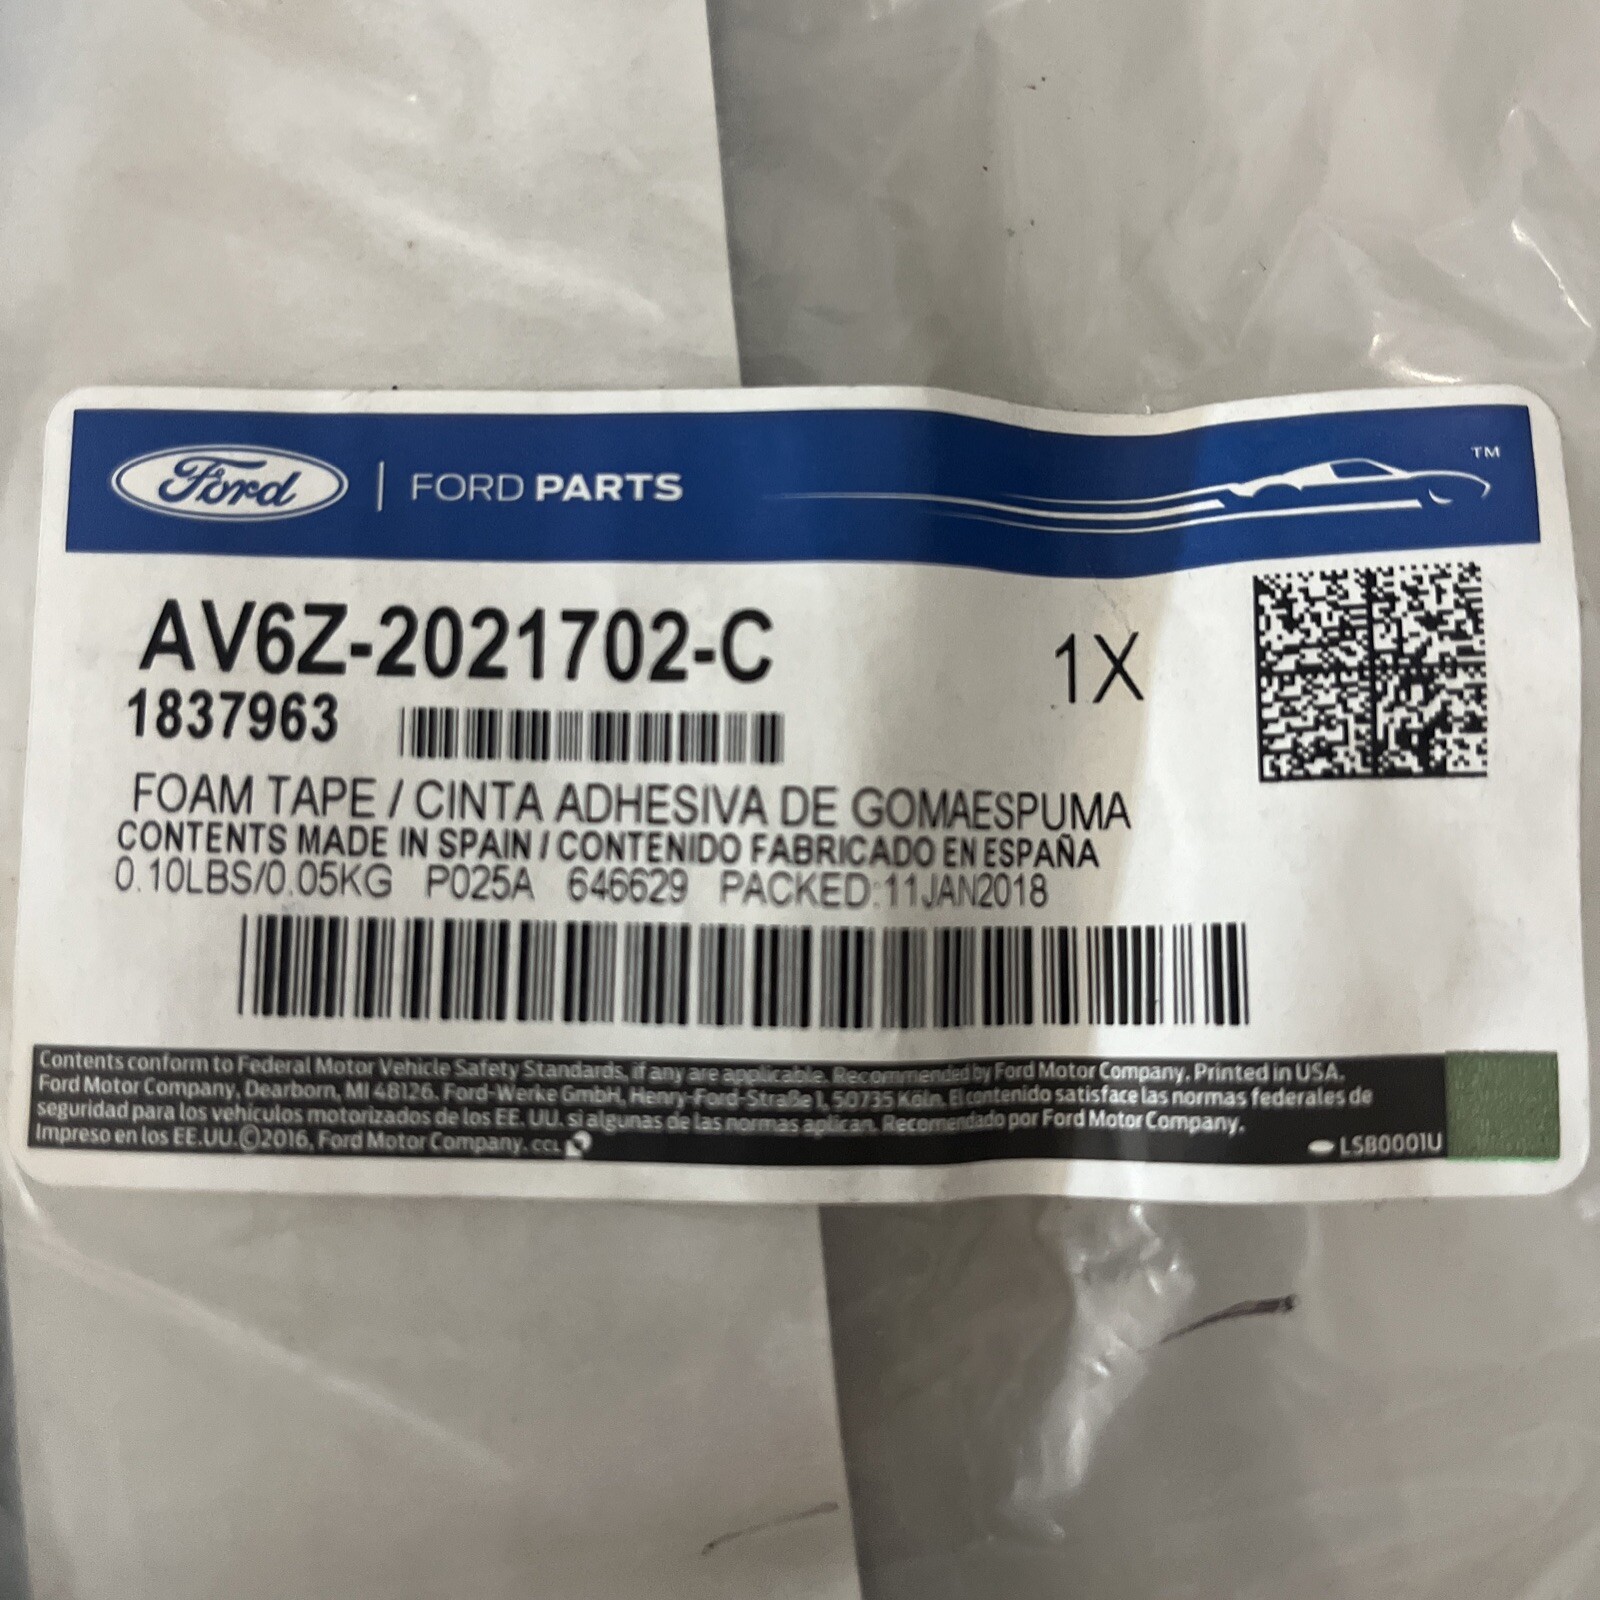 Ford | FORD PARTS ™
AV6Z-2021702-C
1X
1837963
FOAM TAPE / CINTA ADHESIVA DE GOMAESPUMA
CONTENTS MADE IN SPAIN / CONTENIDO FABRICADO EN ESPAÑA
0.10LBS/0.05KG P025A 646629 PACKED:11JAN2018
Contents conform to Federal Motor Vehicle Safety Standards, if any are applicable. Recommended by Ford Motor Company. Printed in USA.
Ford Motor Company, Dearborn, MI 48126. Ford-Werke GmbH, Henry-Ford-Straße 1, 50735 Köln. El contenido satisface las normas federales de
seguridad para los vehículos motorizados de los EE. UU. si algunas de las normas aplican. Recomendado por Ford Motor Company.
Impreso en los EE.UU.©2016, Ford Motor Company. CCL
LSB0001U